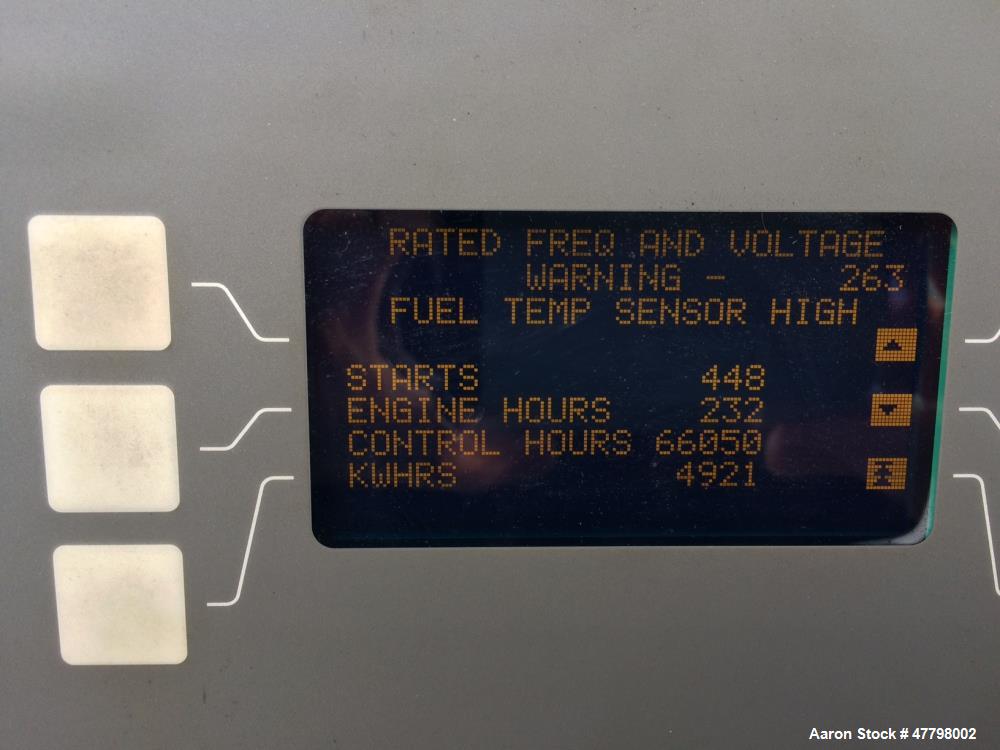 RATED FREQ AND VOLTAGE
WARNING - 263
FUEL TEMP SENSOR HIGH
STARTS 448
ENGINE HOURS 232
CONTROL HOURS 66050
KWHRS 4921
Aaron Stock # 47798002